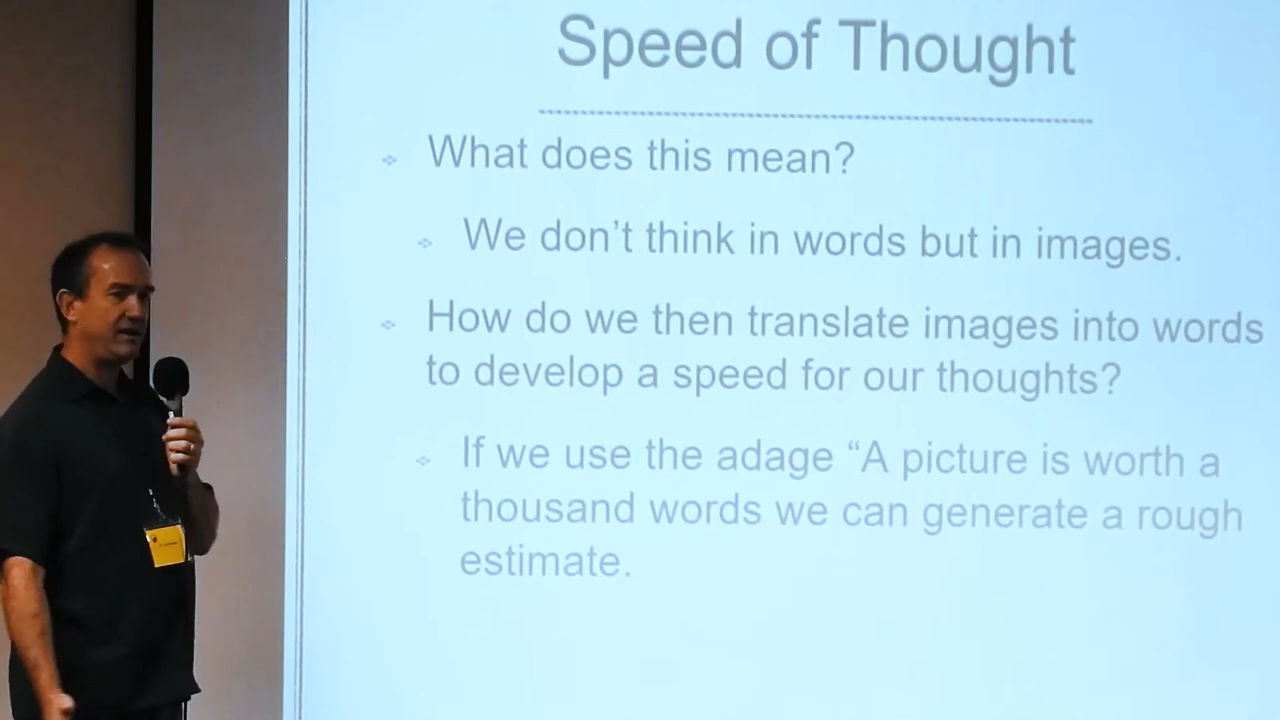 Speed of Thought
What does this mean?
We don't think in words but in images.
How do we then translate images into words
to develop a speed for our thoughts?
If we use the adage “A picture is worth a
thousand words we can generate a rough
estimate.